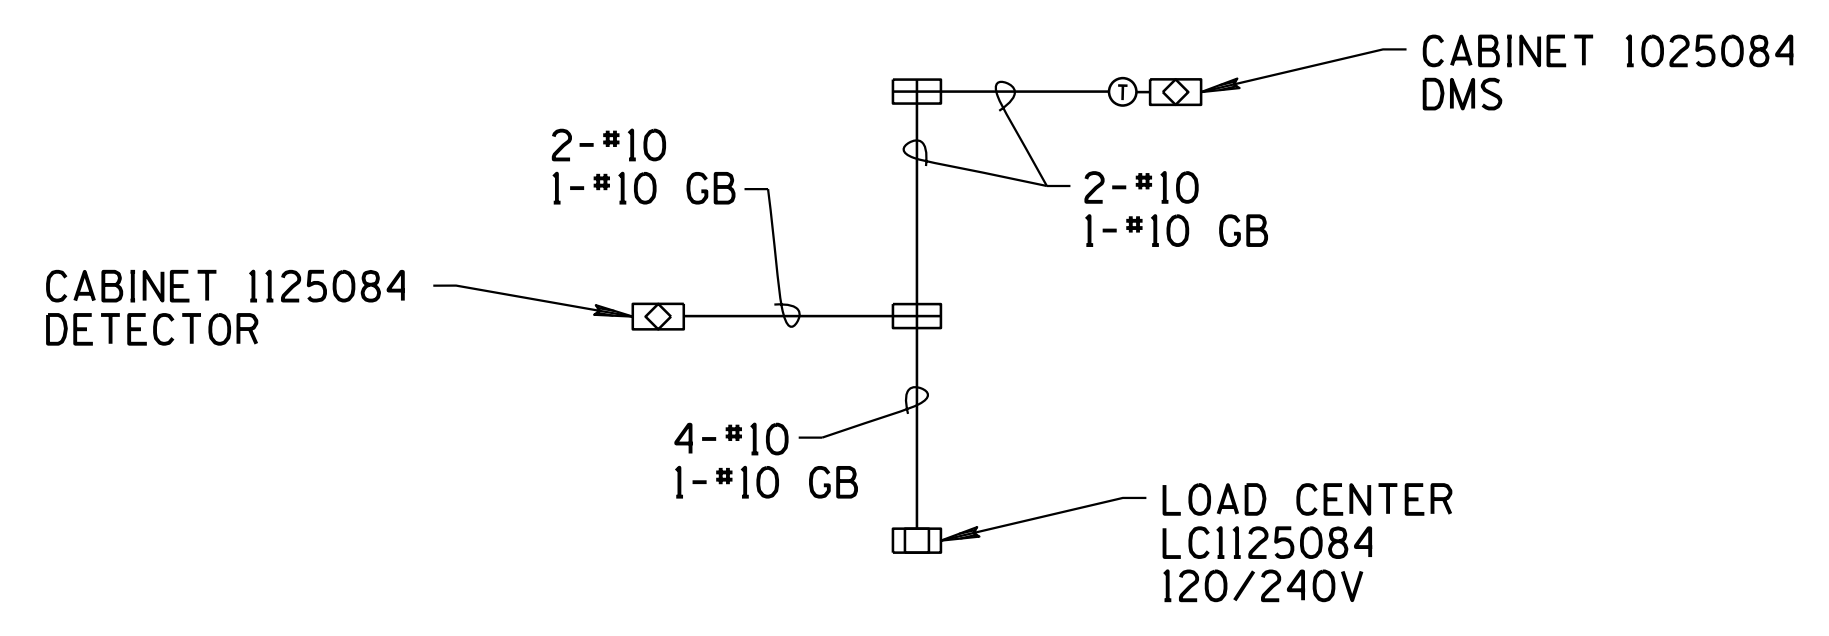 CABINET 1025084
DMS
T
2-#10
1-#10 GB
2-#10
1-#10 GB
CABINET 1125084
DETECTOR
4-#10
1-#10 GB
LOAD CENTER
LC1125084
120/240V